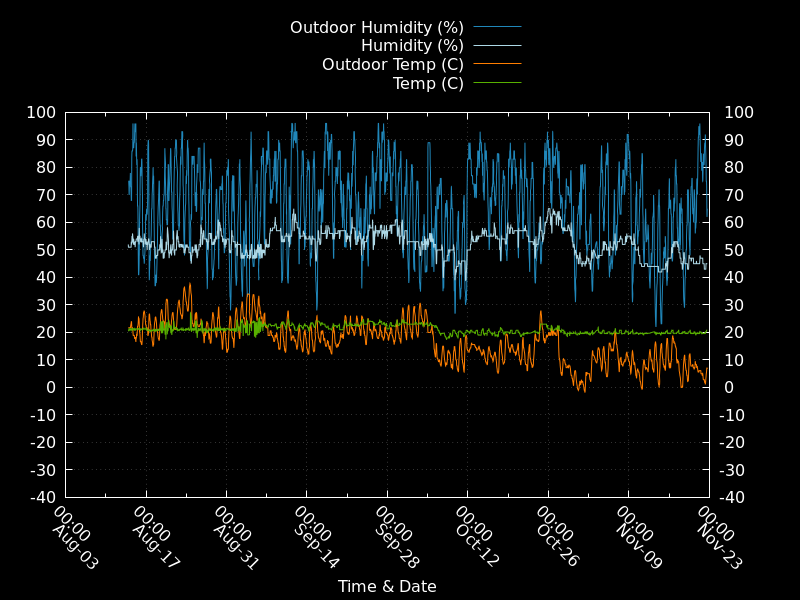 Outdoor Humidity (%)
Humidity (%)
Outdoor Temp (C)
Temp (C)
100 100
90 90
80 80
70 70
60 60
50 50
40 40
30 30
20 20
10 10
0 0
-10 -10
-20 -20
-30 -30
-40 -40
00:00 00:00 00:00 00:00 00:00 00:00 00:00 00:00 00:00
Aug-03 Aug-17 Aug-31 Sep-14 Sep-28 Oct-12 Oct-26 Nov-09 Nov-23
Time & Date